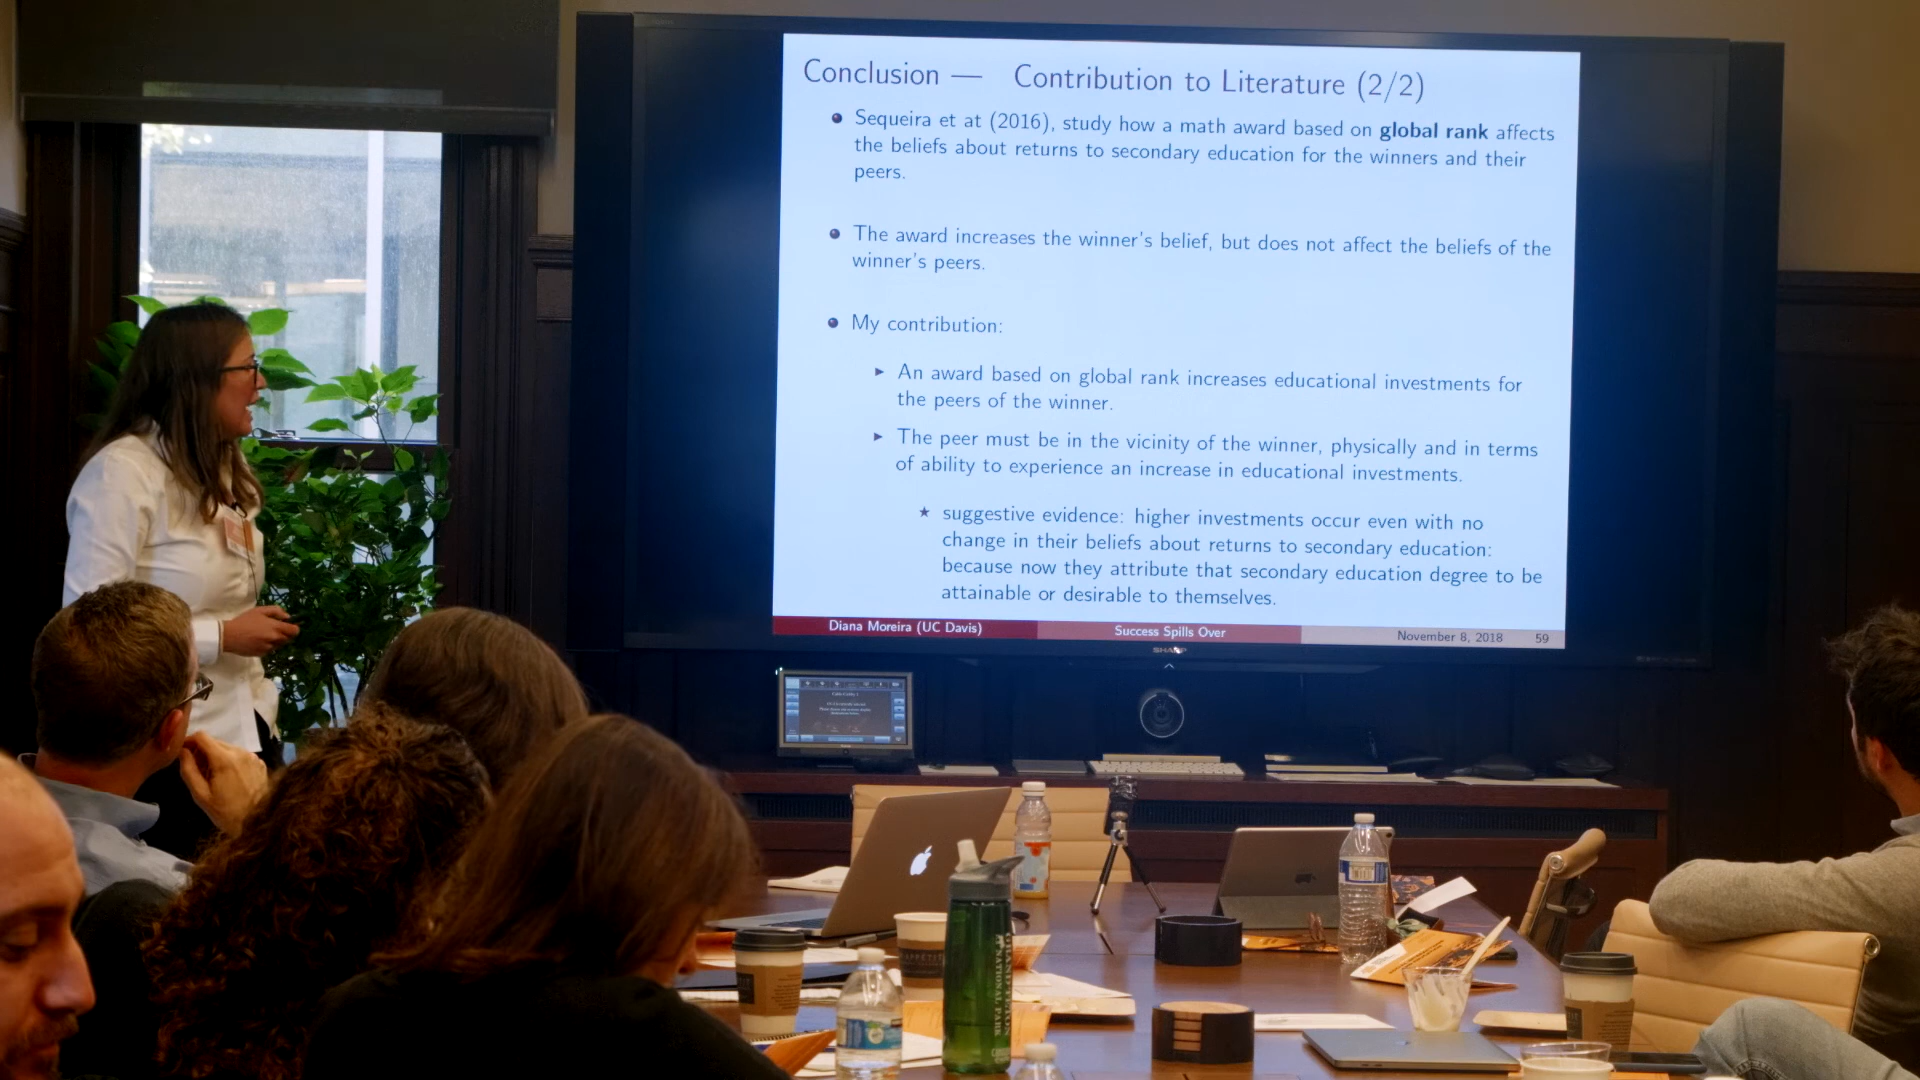 Conclusion — Contribution to Literature (2/2)
Sequeira et at (2016), study how a math award based on global rank affects
the beliefs about returns to secondary education for the winners and their
peers.
The award increases the winner's belief, but does not affect the beliefs of the
winner's peers.
My contribution:
An award based on global rank increases educational investments for
the peers of the winner.
The peer must be in the vicinity of the winner, physically and in terms
of ability to experience an increase in educational investments.
suggestive evidence: higher investments occur even with no
change in their beliefs about returns to secondary education:
because now they attribute that secondary education degree to be
attainable or desirable to themselves.
Diana Moreira (UC Davis) Success Spills Over November 8, 2018 59
SHARP
NATIONAL PARK